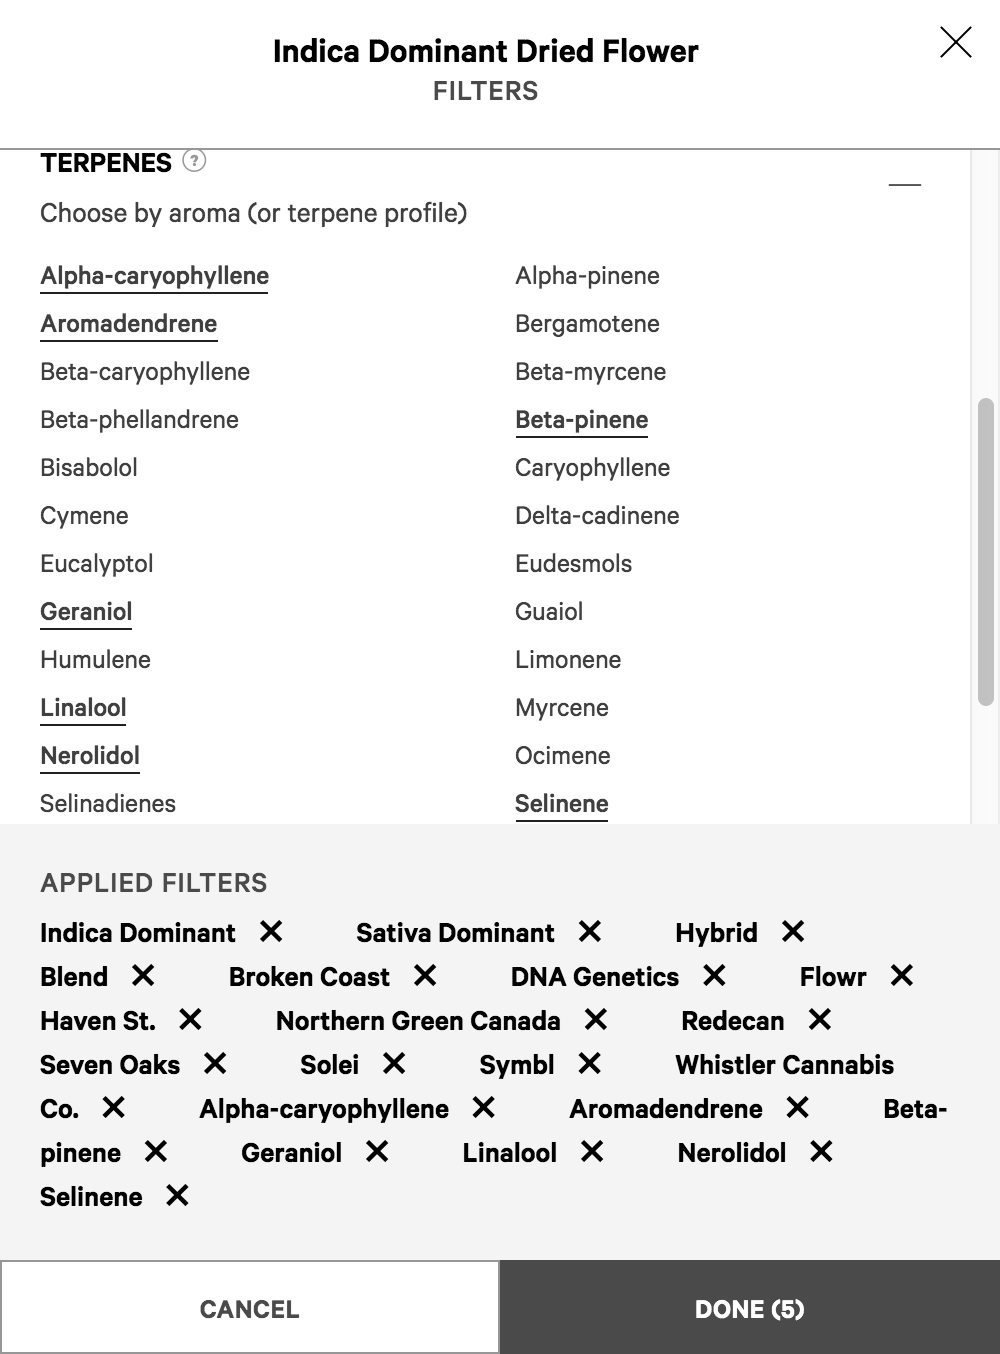 Indica Dominant Dried Flower
FILTERS
TERPENES ?
Choose by aroma (or terpene profile)
Alpha-caryophyllene Alpha-pinene
Aromadendrene Bergamotene
Beta-caryophyllene Beta-myrcene
Beta-phellandrene Beta-pinene
Bisabolol Caryophyllene
Cymene Delta-cadinene
Eucalyptol Eudesmols
Geraniol Guaiol
Humulene Limonene
Linalool Myrcene
Nerolidol Ocimene
Selinadienes Selinene
APPLIED FILTERS
Indica Dominant Sativa Dominant Hybrid
Blend Broken Coast DNA Genetics Flowr
Haven St. Northern Green Canada Redecan
Seven Oaks Solei Symbl Whistler Cannabis
Co. Alpha-caryophyllene Aromadendrene Beta-
pinene Geraniol Linalool Nerolidol
Selinene
CANCEL DONE (5)